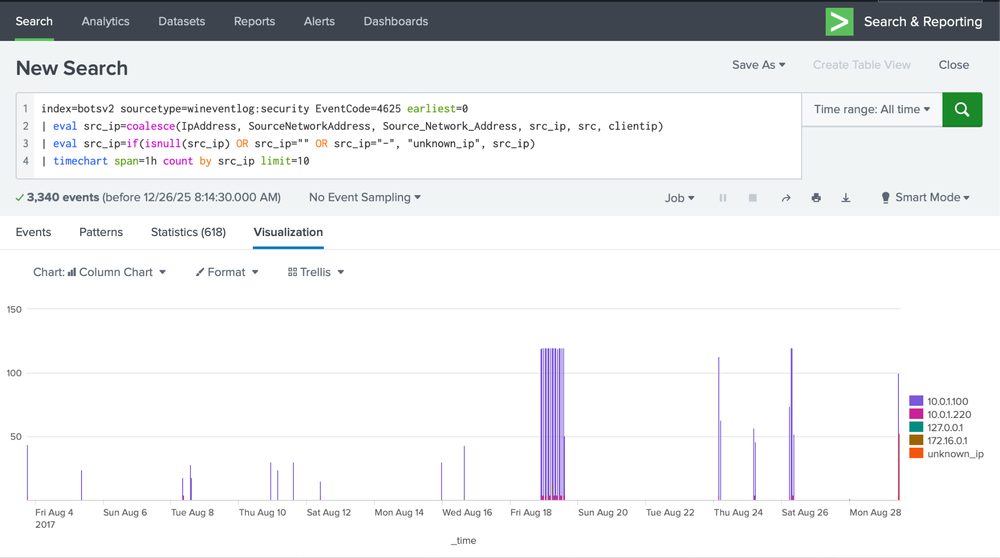 Search Analytics Datasets Reports Alerts Dashboards Search & Reporting
New Search
Save As Create Table View Close
1 index=botsv2 sourcetype=wineventlog:security EventCode=4625 earliest=0
2 | eval src_ip=coalesce(IpAddress, SourceNetworkAddress, Source_Network_Address, src_ip, src, clientip)
3 | eval src_ip=if(isnull(src_ip) OR src_ip="" OR src_ip="-", "unknown_ip", src_ip)
4 | timechart span=1h count by src_ip limit=10
Time range: All time
3,340 events (before 12/26/25 8:14:30.000 AM) No Event Sampling Job Smart Mode
Events Patterns Statistics (618) Visualization
Chart: Column Chart Format Trellis
150
100
50
10.0.1.100
10.0.1.220
127.0.0.1
172.16.0.1
unknown_ip
Fri Aug 4 Sun Aug 6 Tue Aug 8 Thu Aug 10 Sat Aug 12 Mon Aug 14 Wed Aug 16 Fri Aug 18 Sun Aug 20 Tue Aug 22 Thu Aug 24 Sat Aug 26 Mon Aug 28
2017
_time